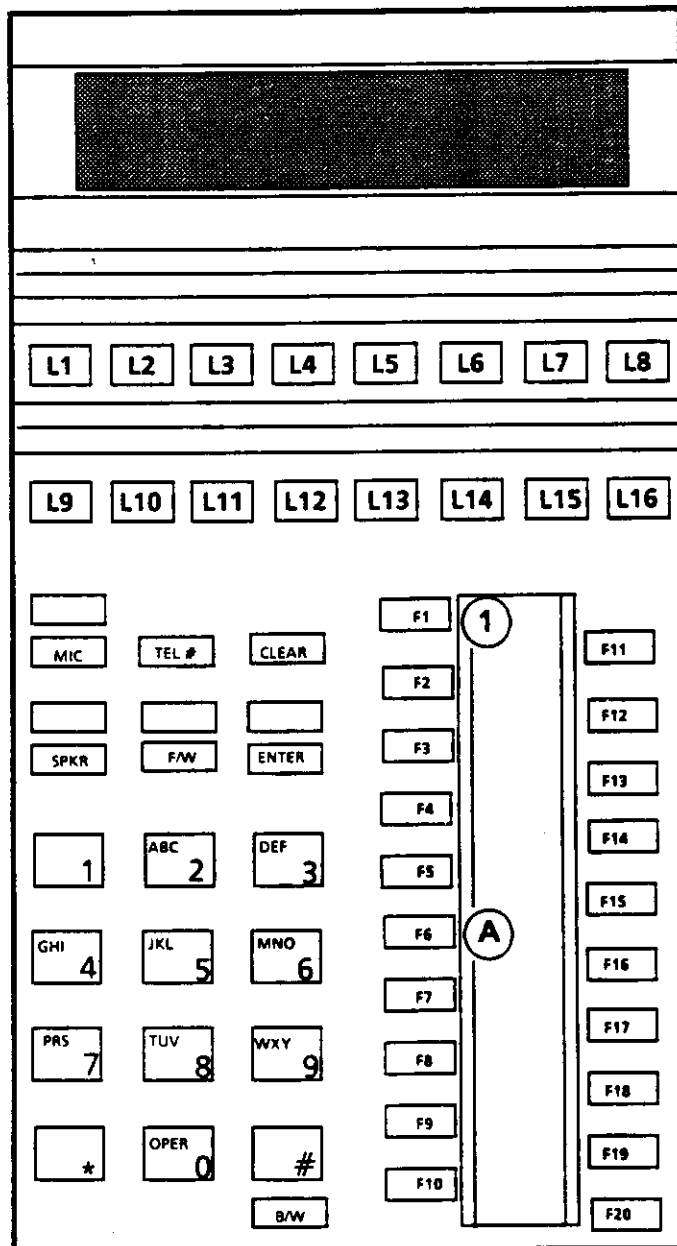 L1 L2 L3 L4 L5 L6 L7 L8
L9 L10 L11 L12 L13 L14 L15 L16
MIC TEL # CLEAR
SPKR F/W ENTER
1 ABC 2 DEF 3
GHI 4 JKL 5 MNO 6
PRS 7 TUV 8 WXY 9
* OPER 0 #
B/W
F1
F2
F3
F4
F5
F6
F7
F8
F9
F10
1
A
F11
F12
F13
F14
F15
F16
F17
F18
F19
F20